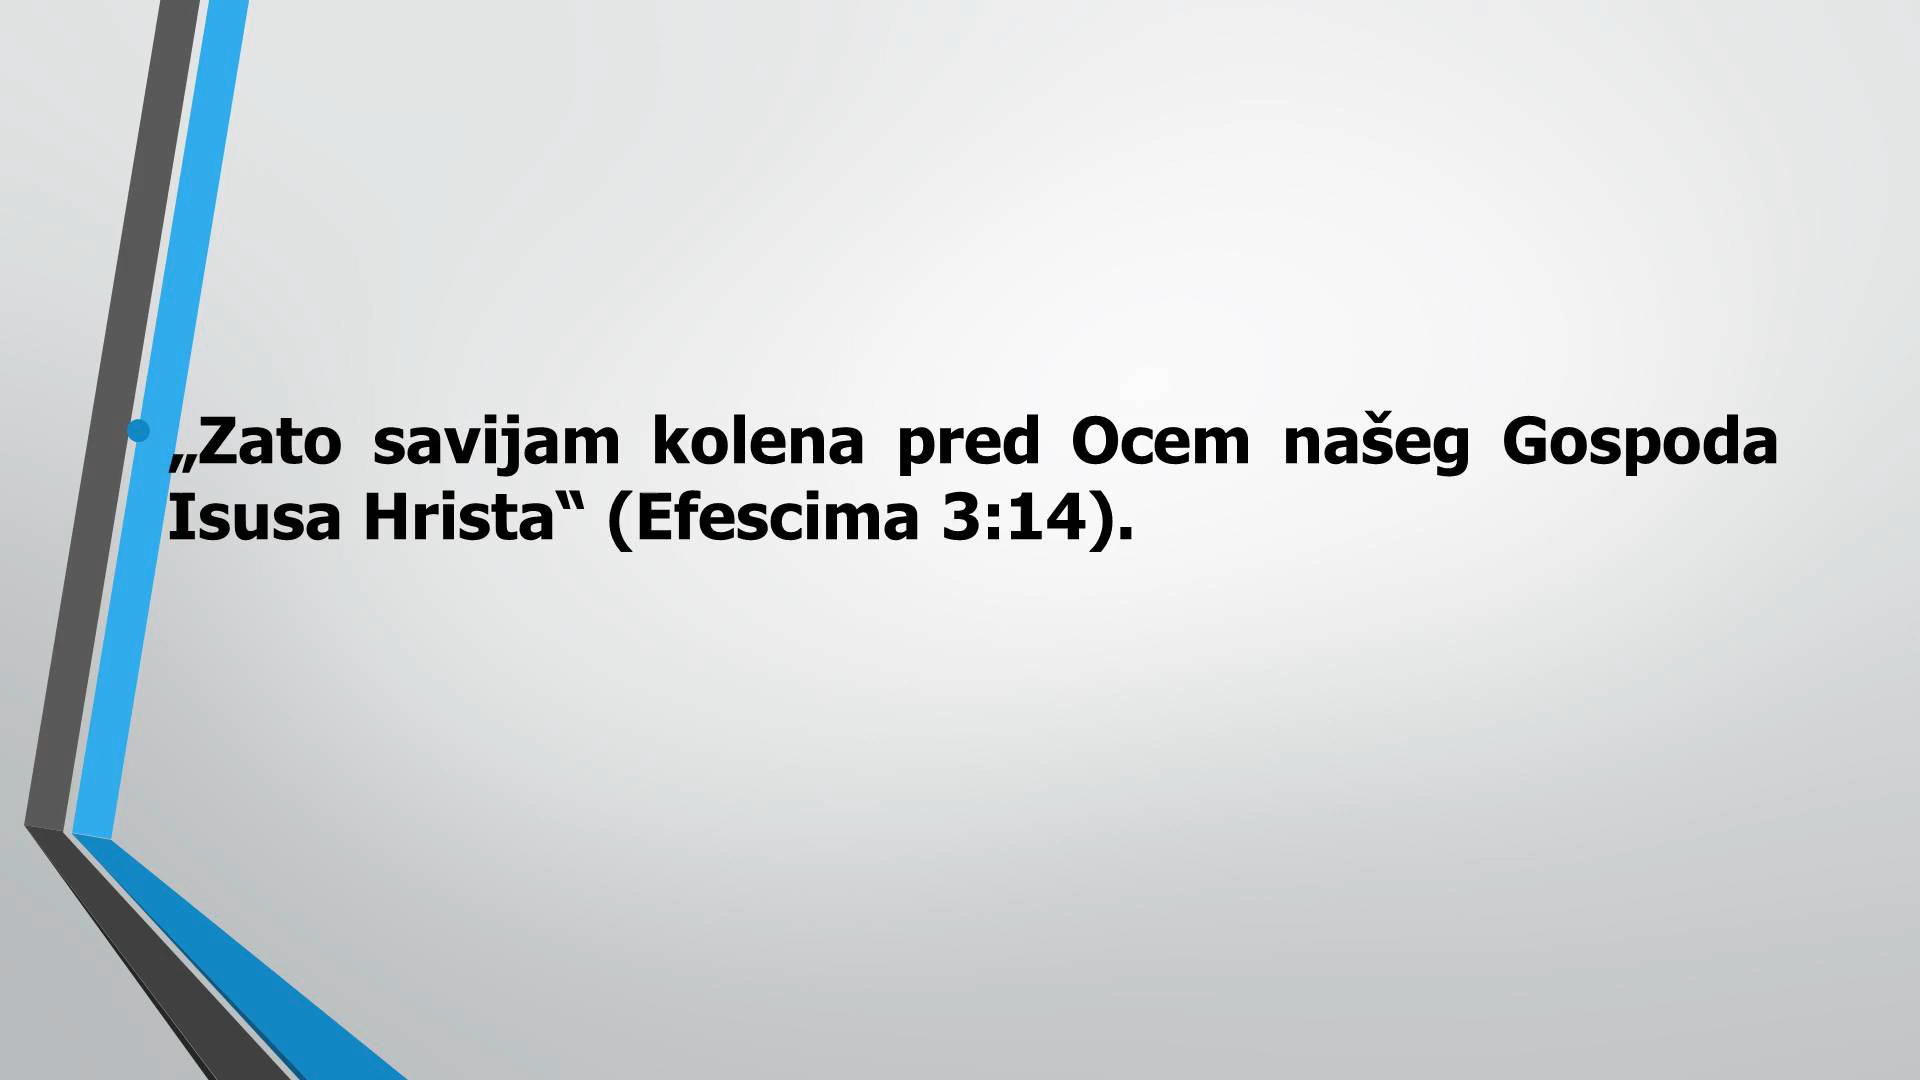 „Zato savijam kolena pred Ocem našeg Gospoda
Isusa Hrista“ (Efescima 3:14).